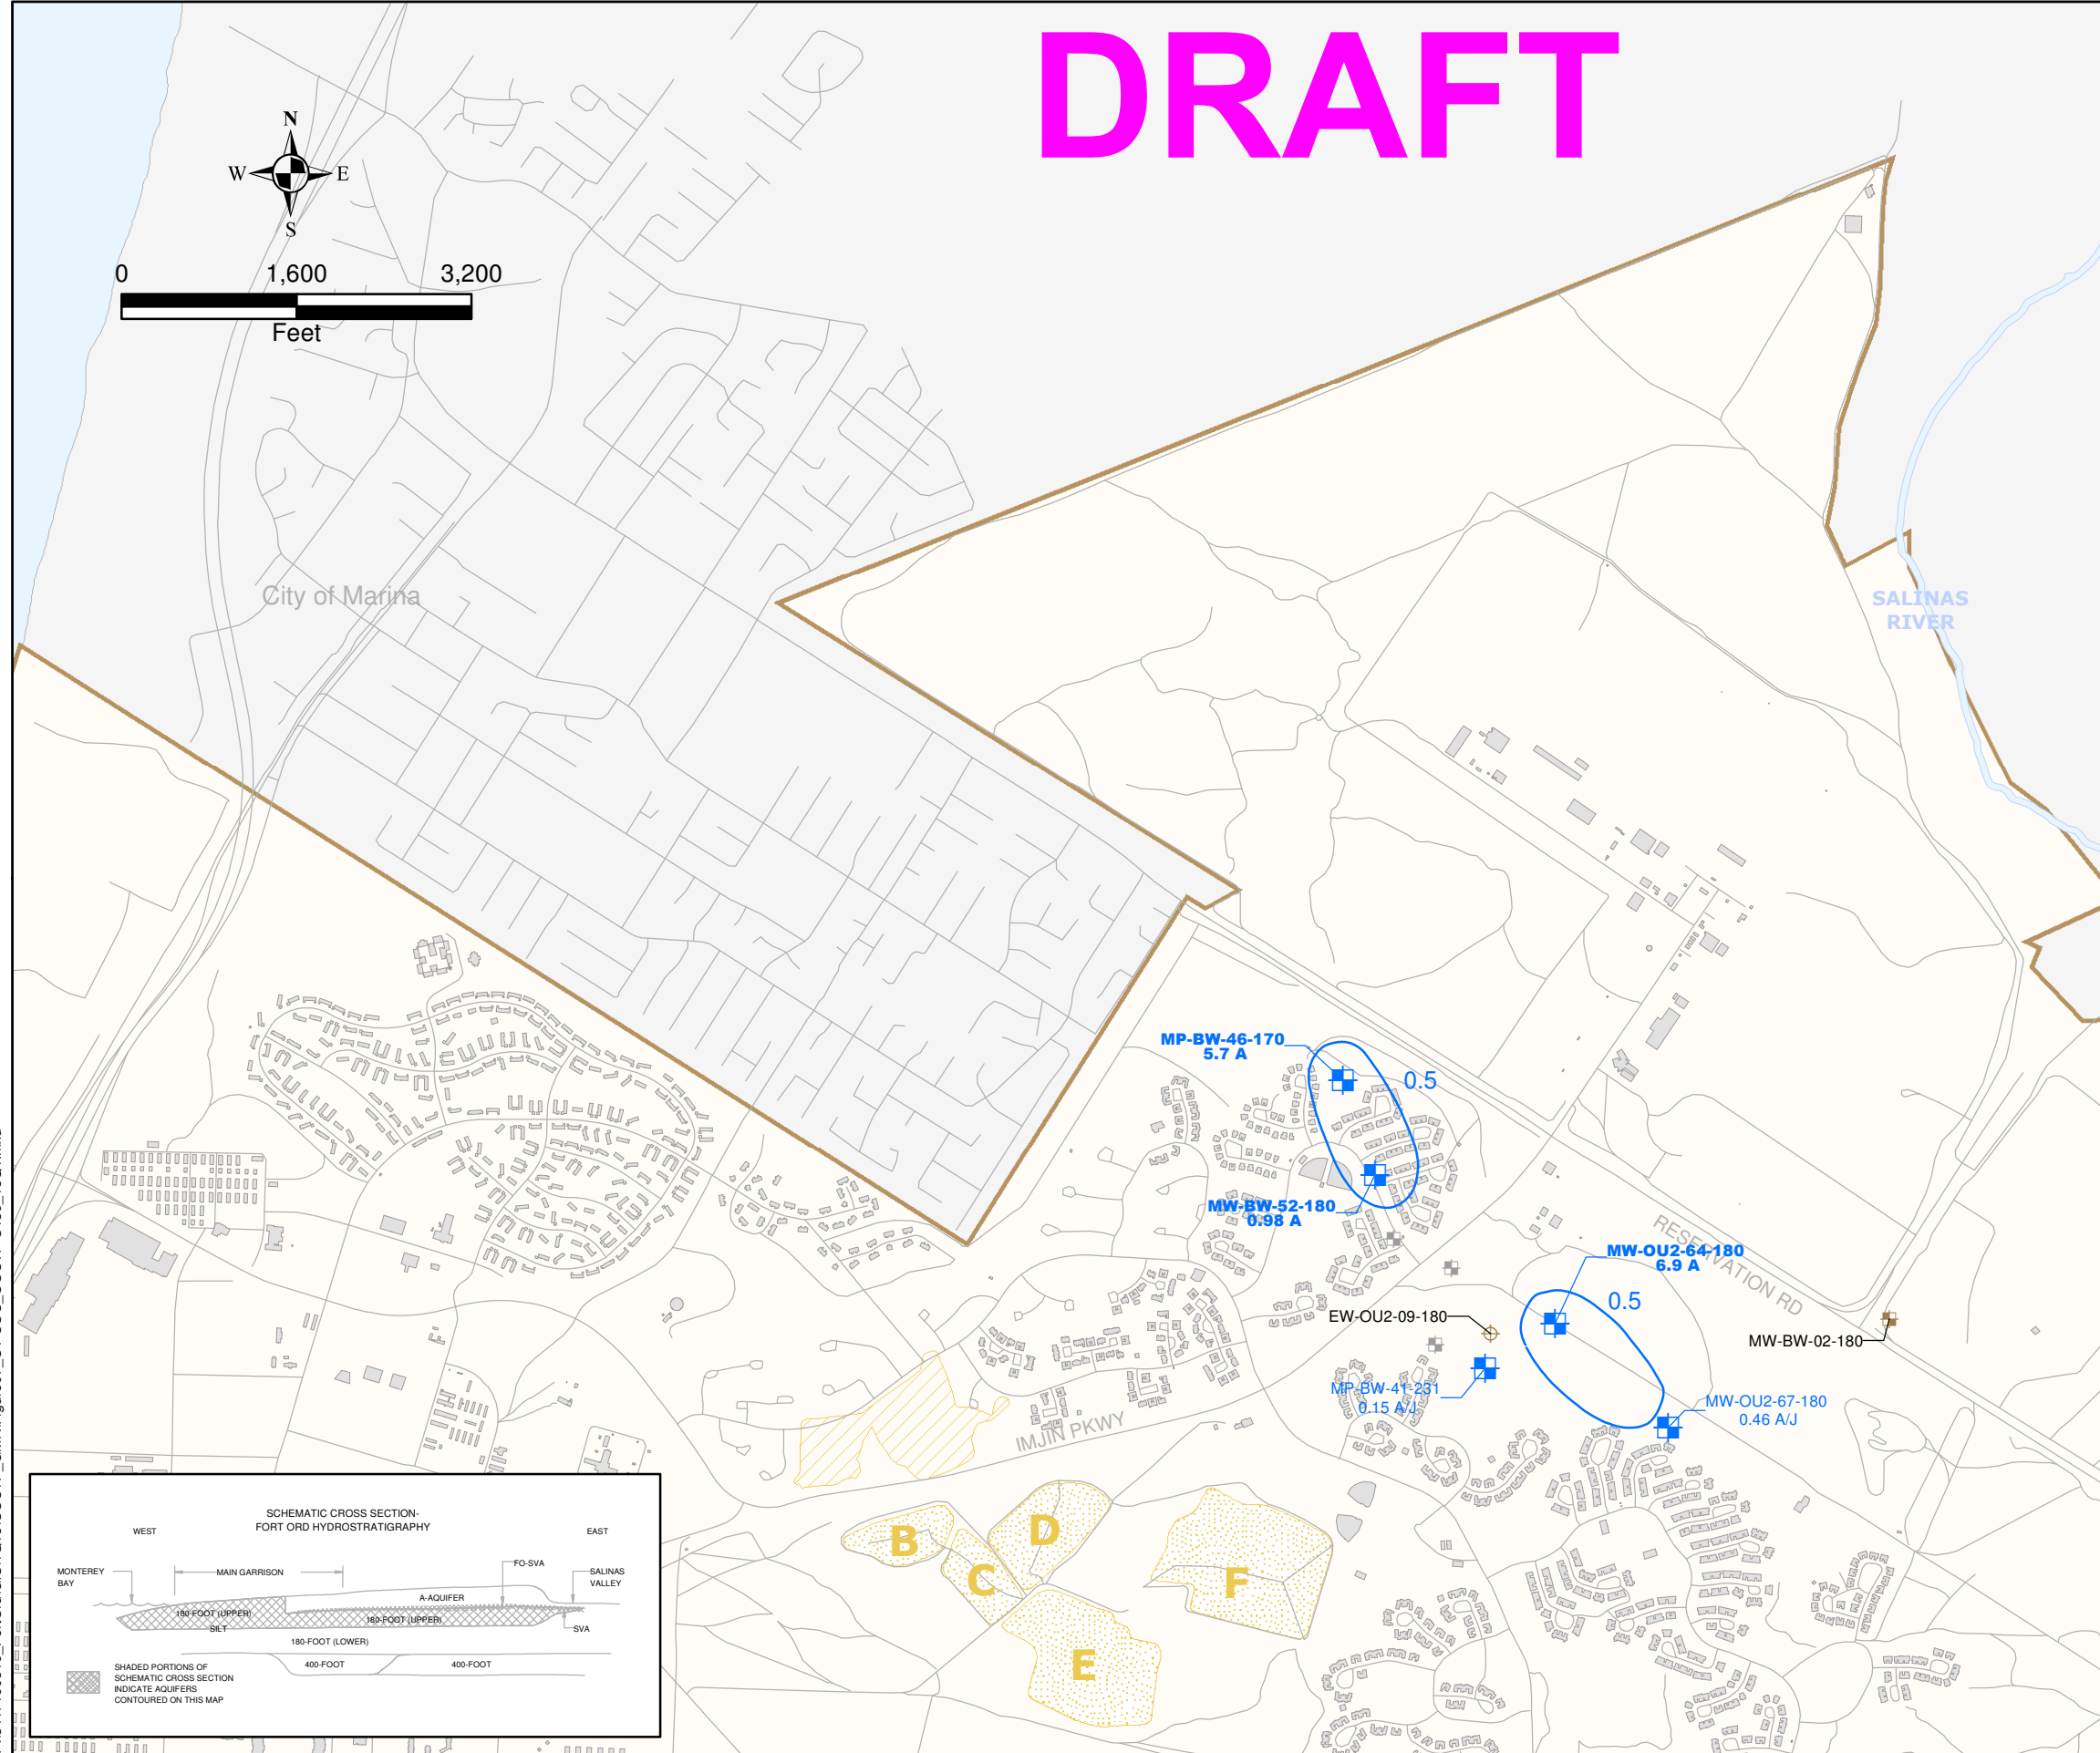 DRAFT
N
W E
S
0 1,600 3,200
Feet
City of Marina
SALINAS
RIVER
MP-BW-46-170
5.7 A
0.5
MW-BW-52-180
0.98 A
RESERVATION RD
MW-OU2-64-180
6.9 A
0.5
EW-OU2-09-180
MW-BW-02-180
MP-BW-41-231
0.15 A/J
MW-OU2-67-180
0.46 A/J
IMJIN PKWY
B
C
D
E
F
SCHEMATIC CROSS SECTION-
FORT ORD HYDROSTRATIGRAPHY
WEST
EAST
MONTEREY
BAY
MAIN GARRISON
FO-SVA
SALINAS
VALLEY
A-AQUIFER
180-FOOT (UPPER)
180-FOOT (UPPER)
SILT
SVA
180-FOOT (LOWER)
400-FOOT
400-FOOT
SHADED PORTIONS OF
SCHEMATIC CROSS SECTION
INDICATE AQUIFERS
CONTOURED ON THIS MAP